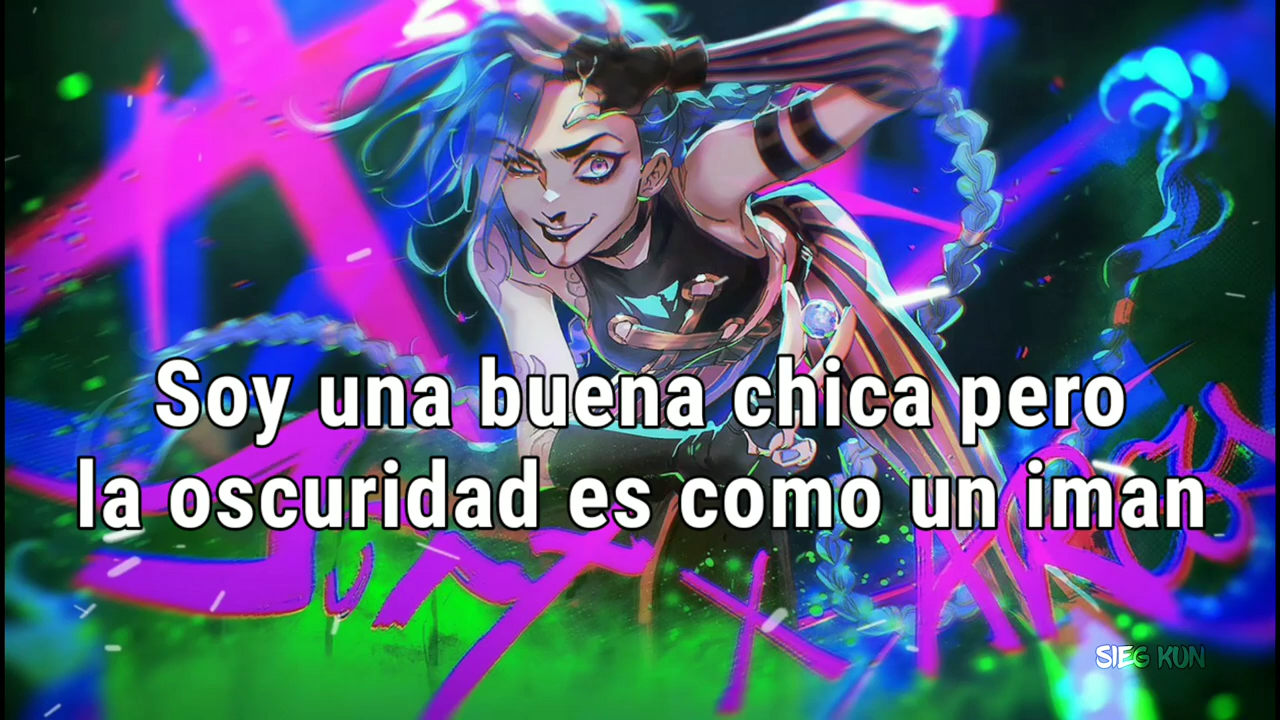 Soy una buena chica pero
la oscuridad es como un iman
SIEG KUN